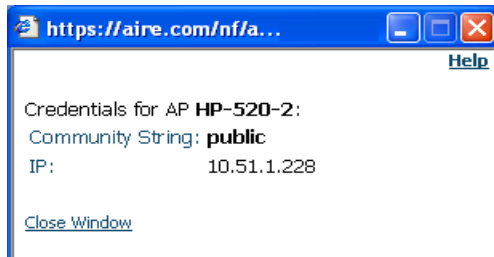 https://aire.com/nf/a...
Help
Credentials for AP HP-520-2:
Community String: public
IP: 10.51.1.228
Close Window